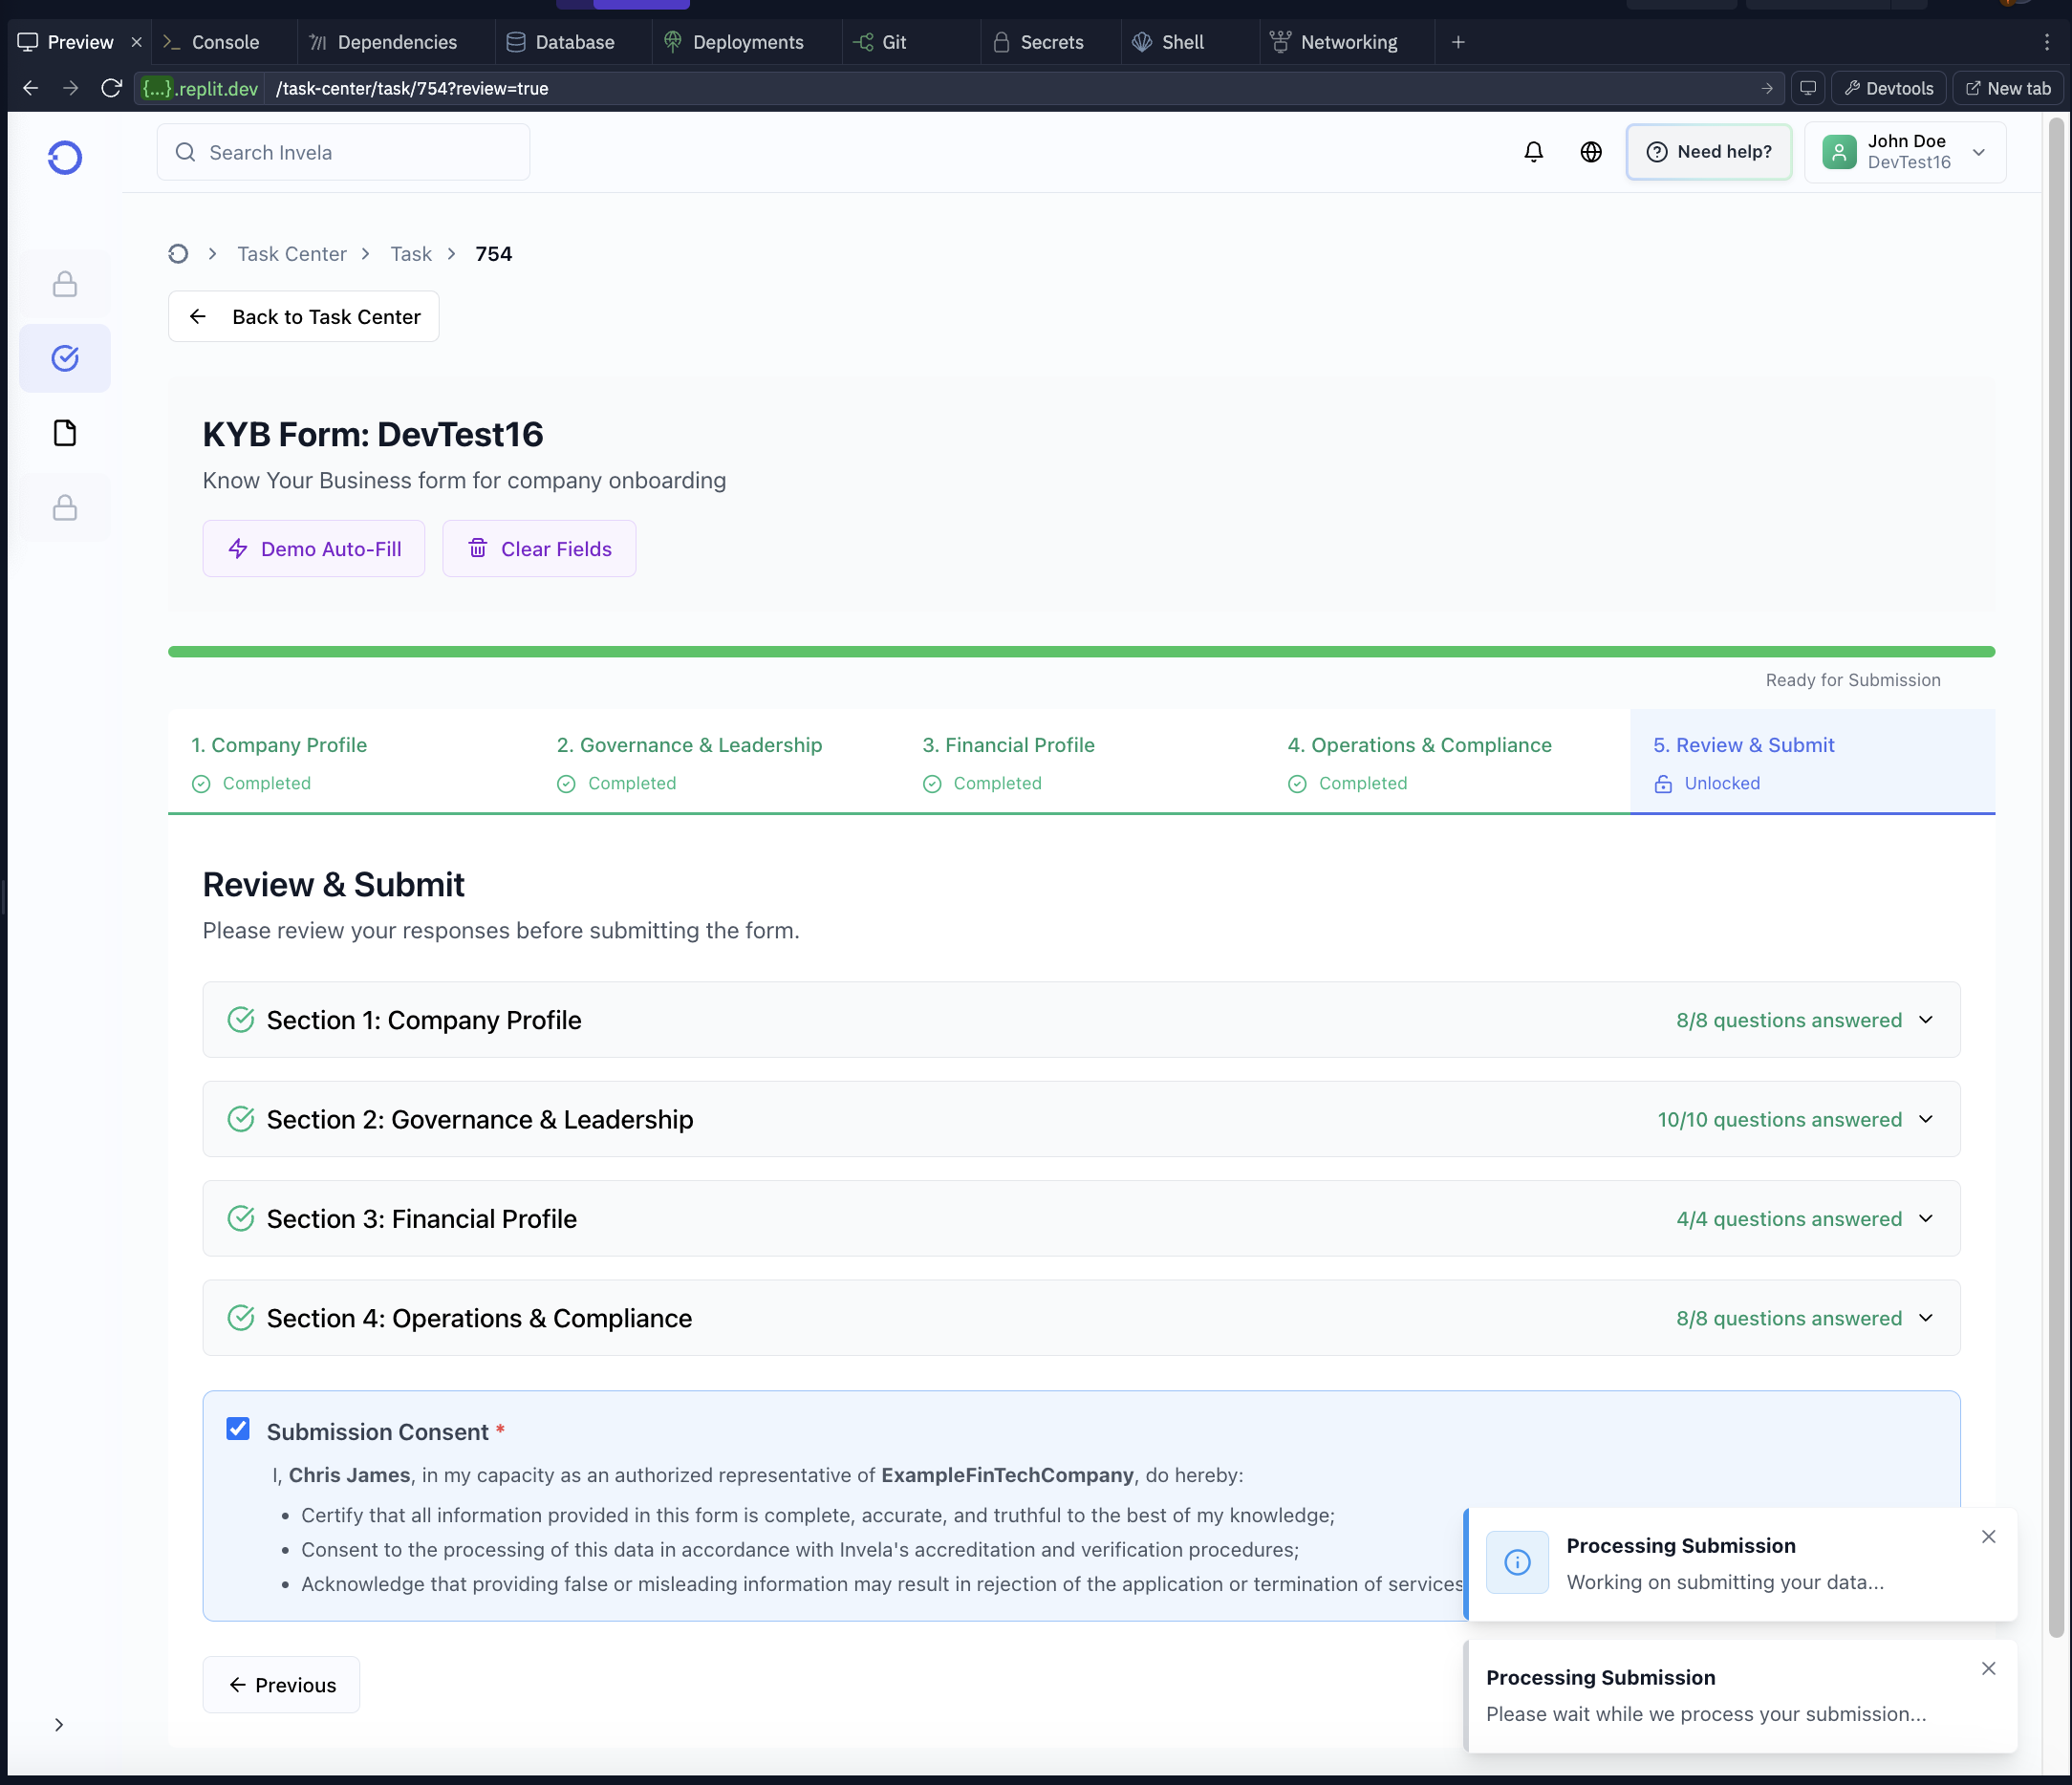 Preview
Console
Dependencies
Database
Deployments
Git
Secrets
Shell
Networking
{...}.replit.dev /task-center/task/754?review=true
Devtools
New tab
Search Invela
Need help?
John Doe
DevTest16
Task Center
Task
754
Back to Task Center
KYB Form: DevTest16
Know Your Business form for company onboarding
Demo Auto-Fill
Clear Fields
Ready for Submission
1. Company Profile
Completed
2. Governance & Leadership
Completed
3. Financial Profile
Completed
4. Operations & Compliance
Completed
5. Review & Submit
Unlocked
Review & Submit
Please review your responses before submitting the form.
Section 1: Company Profile
8/8 questions answered
Section 2: Governance & Leadership
10/10 questions answered
Section 3: Financial Profile
4/4 questions answered
Section 4: Operations & Compliance
8/8 questions answered
Submission Consent *
I, Chris James, in my capacity as an authorized representative of ExampleFinTechCompany, do hereby:
• Certify that all information provided in this form is complete, accurate, and truthful to the best of my knowledge;
• Consent to the processing of this data in accordance with Invela's accreditation and verification procedures;
• Acknowledge that providing false or misleading information may result in rejection of the application or termination of services
Processing Submission
Working on submitting your data...
Previous
Processing Submission
Please wait while we process your submission...